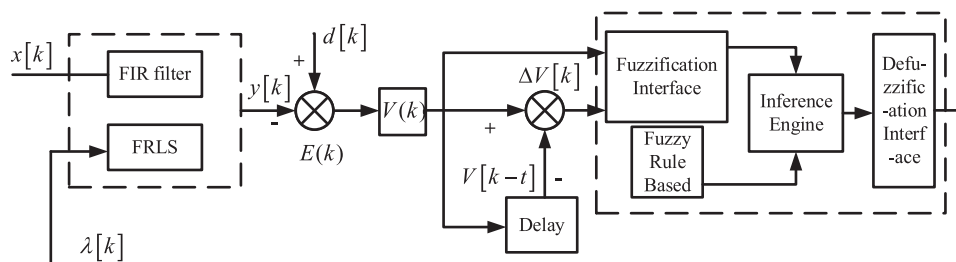 x[k]
FIR filter
FRLS
λ[k]
y[k]
-
+
d[k]
E(k)
V(k)
+
ΔV[k]
V[k-t]
-
Delay
Fuzzification
Interface
Fuzzy
Rule
Based
Inference
Engine
Defu-
zzific
-ation
Interf
-ace